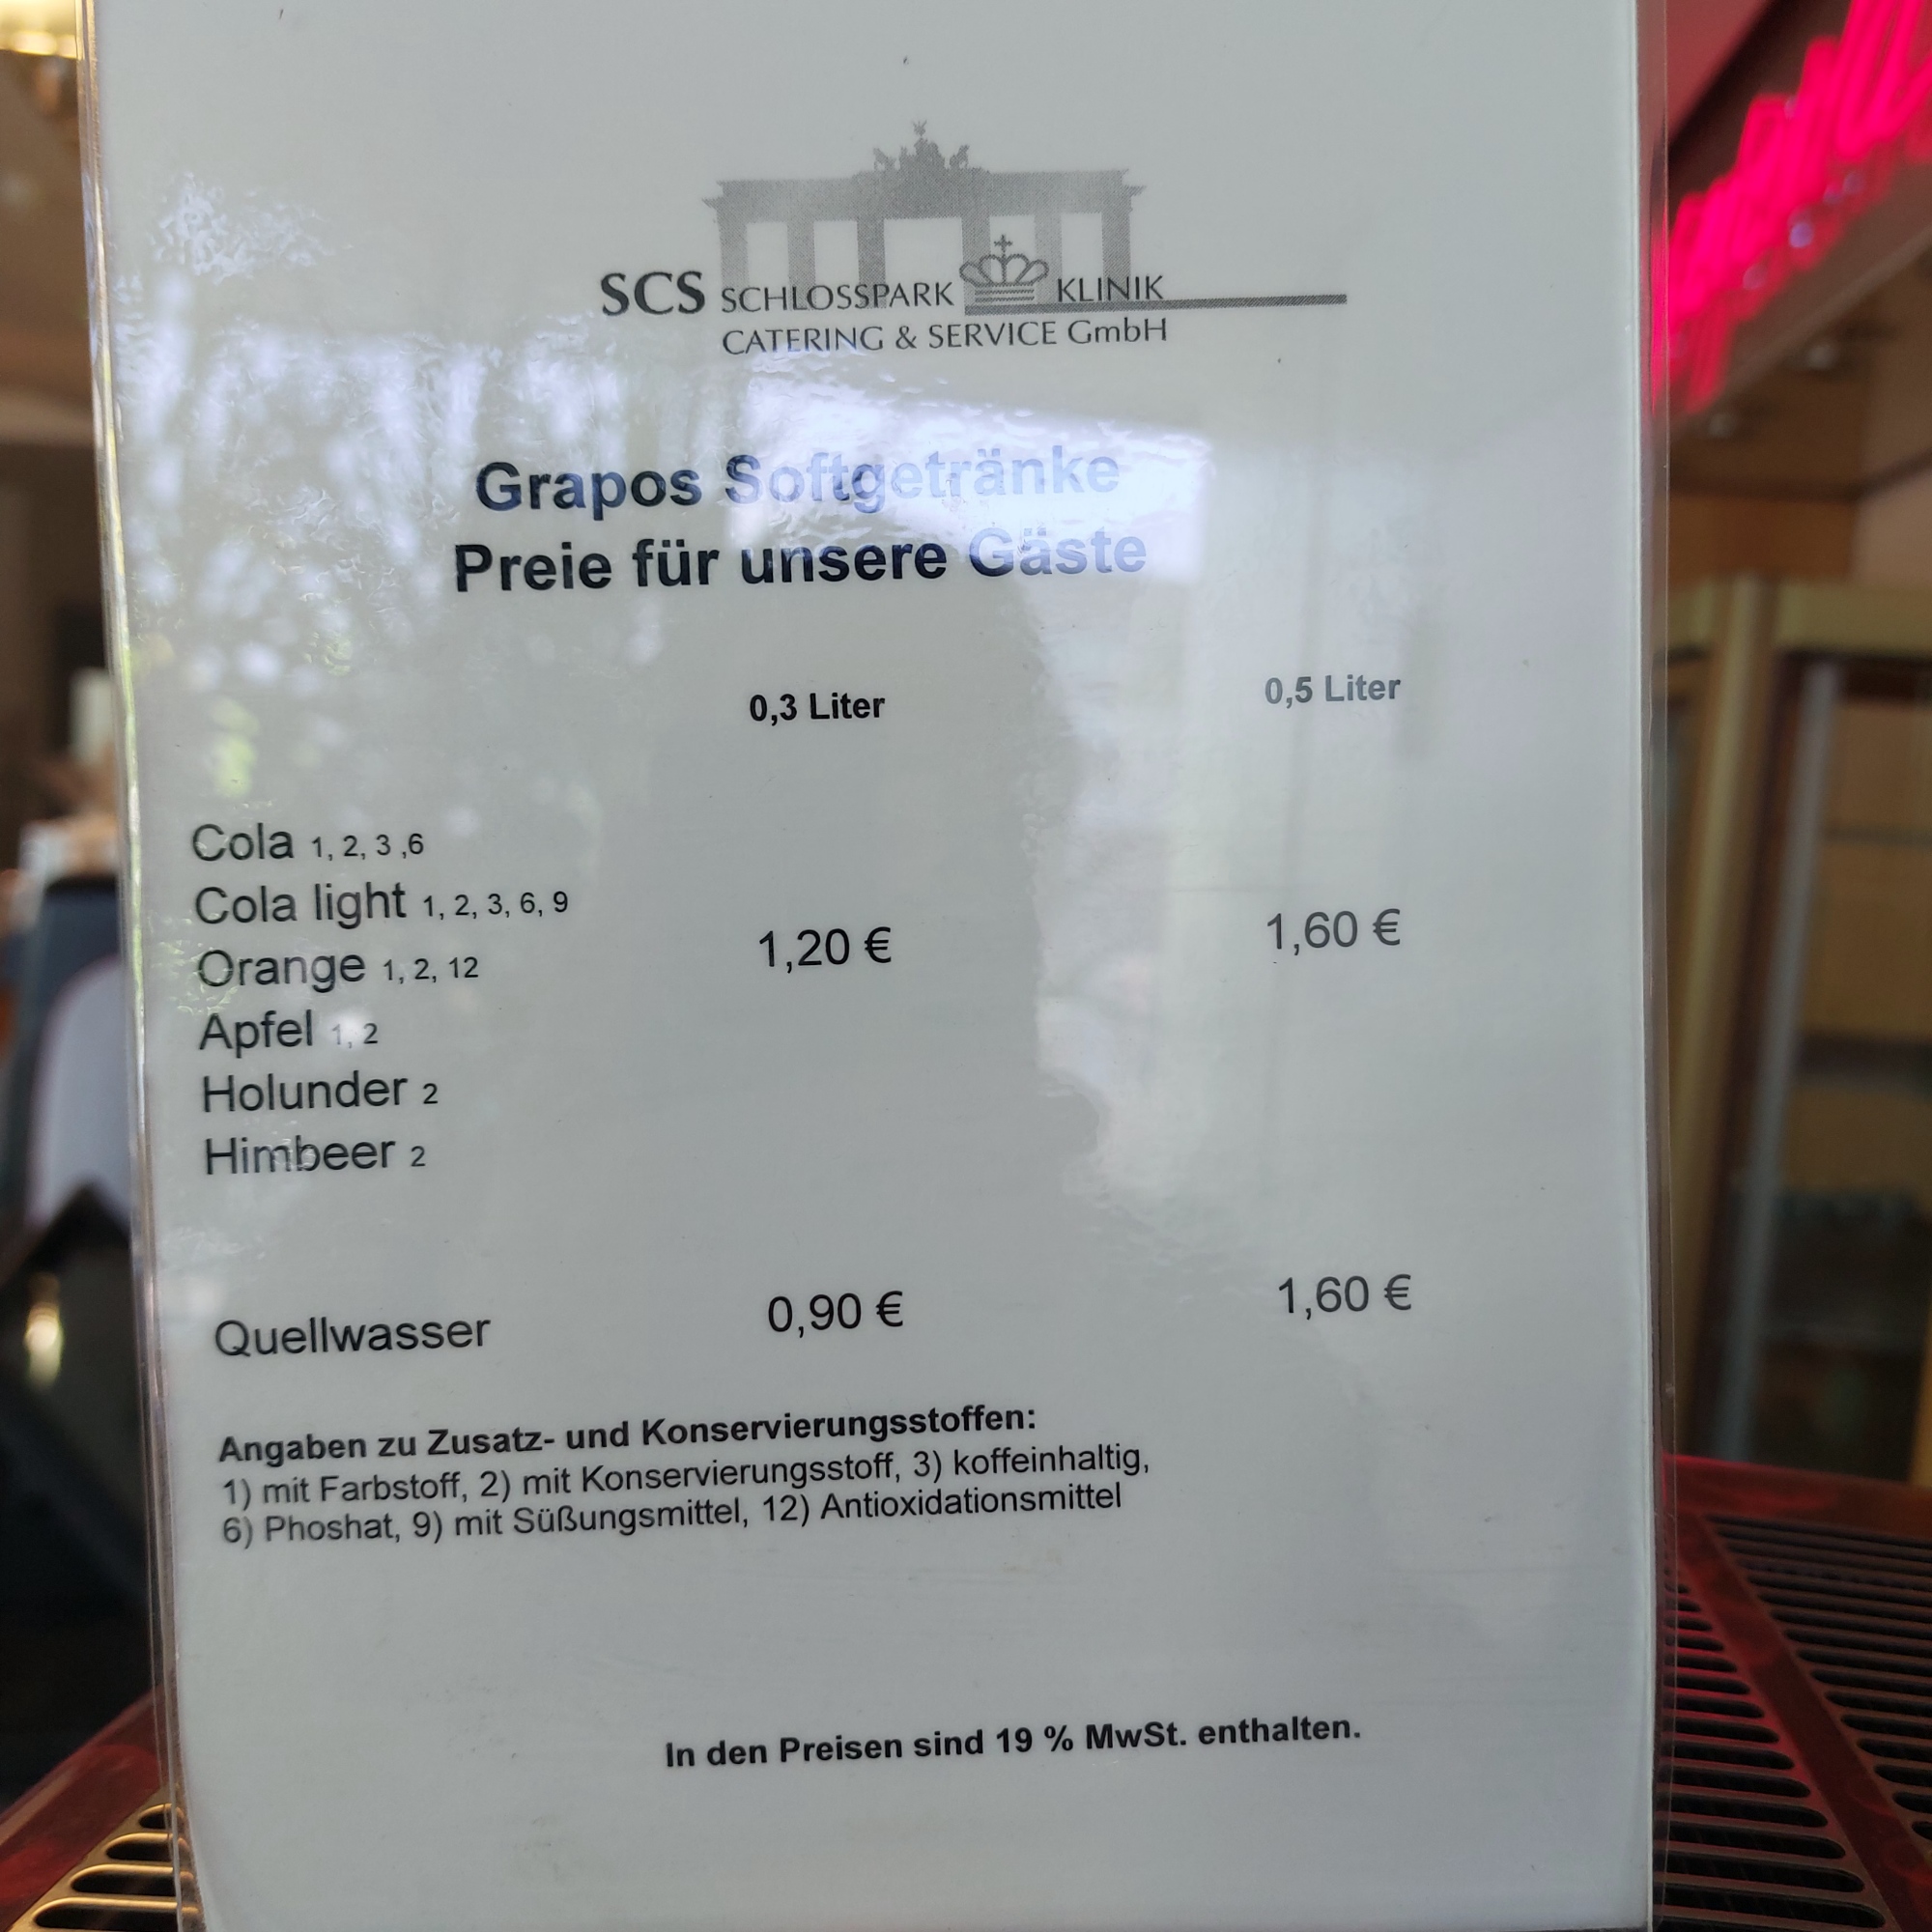 SCS SCHLOSSPARK KLINIK
CATERING & SERVICE GmbH
Grapos Softgetränke
Preie für unsere Gäste
0,3 Liter 0,5 Liter
Cola 1, 2, 3 ,6
Cola light 1, 2, 3, 6, 9
1,20 € 1,60 €
Orange 1, 2, 12
Apfel 1, 2
Holunder 2
Himbeer 2
Quellwasser 0,90 € 1,60 €
Angaben zu Zusatz- und Konservierungsstoffen:
1) mit Farbstoff, 2) mit Konservierungsstoff, 3) koffeinhaltig,
6) Phoshat, 9) mit Süßungsmittel, 12) Antioxidationsmittel
In den Preisen sind 19 % MwSt. enthalten.